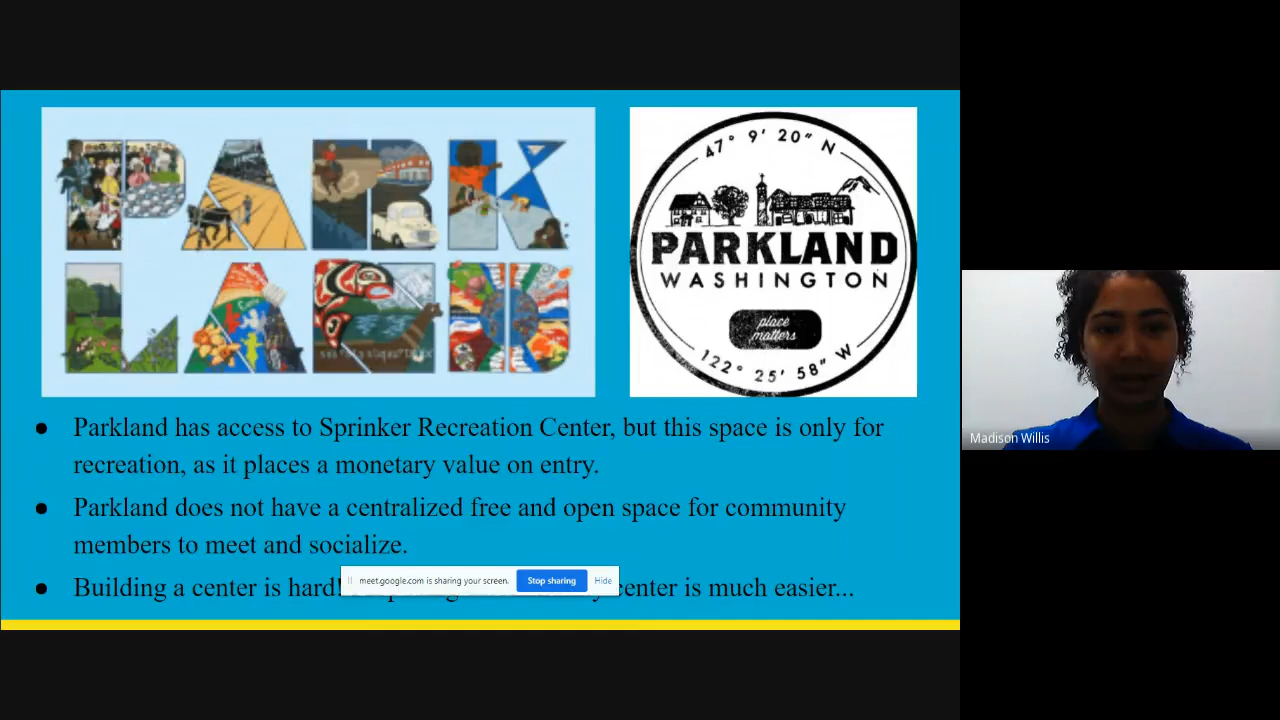 PARK
LAND
47° 9' 20" N
PARKLAND
WASHINGTON
place
matters
122° 25' 58" W
● Parkland has access to Sprinker Recreation Center, but this space is only for
recreation, as it places a monetary value on entry.
● Parkland does not have a centralized free and open space for community
members to meet and socialize.
● Building a center is hard! center is much easier...
meet.google.com is sharing your screen. Stop sharing Hide
Madison Willis